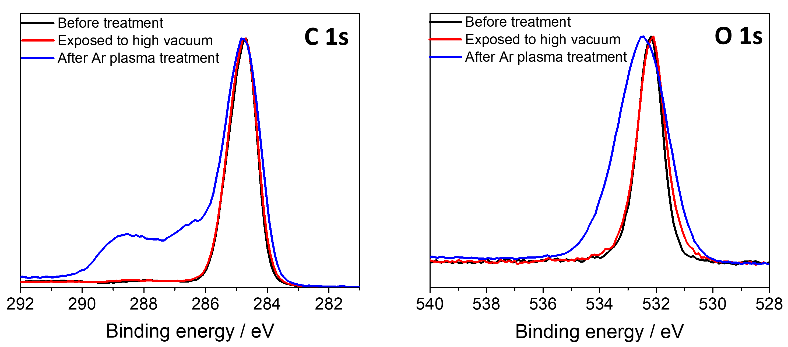 Before treatment
Exposed to high vacuum
After Ar plasma treatment
C 1s
292 290 288 286 284 282
Binding energy / eV
Before treatment
Exposed to high vacuum
After Ar plasma treatment
O 1s
540 538 536 534 532 530 528
Binding energy / eV